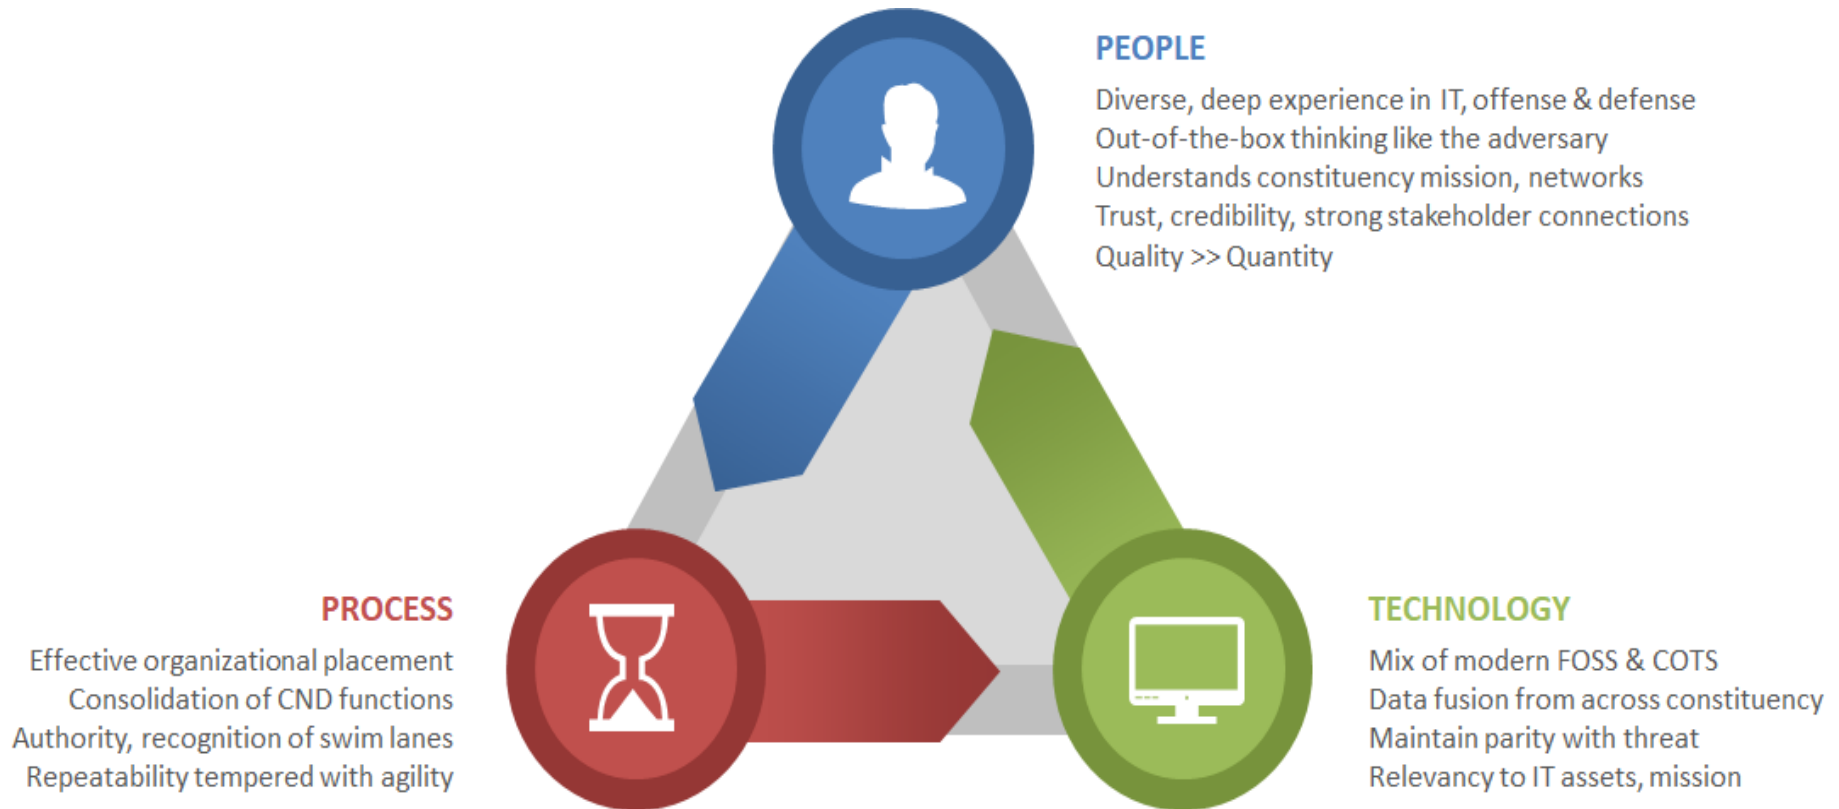 PEOPLE
Diverse, deep experience in IT, offense & defense
Out-of-the-box thinking like the adversary
Understands constituency mission, networks
Trust, credibility, strong stakeholder connections
Quality >> Quantity
PROCESS
Effective organizational placement
Consolidation of CND functions
Authority, recognition of swim lanes
Repeatability tempered with agility
TECHNOLOGY
Mix of modern FOSS & COTS
Data fusion from across constituency
Maintain parity with threat
Relevancy to IT assets, mission